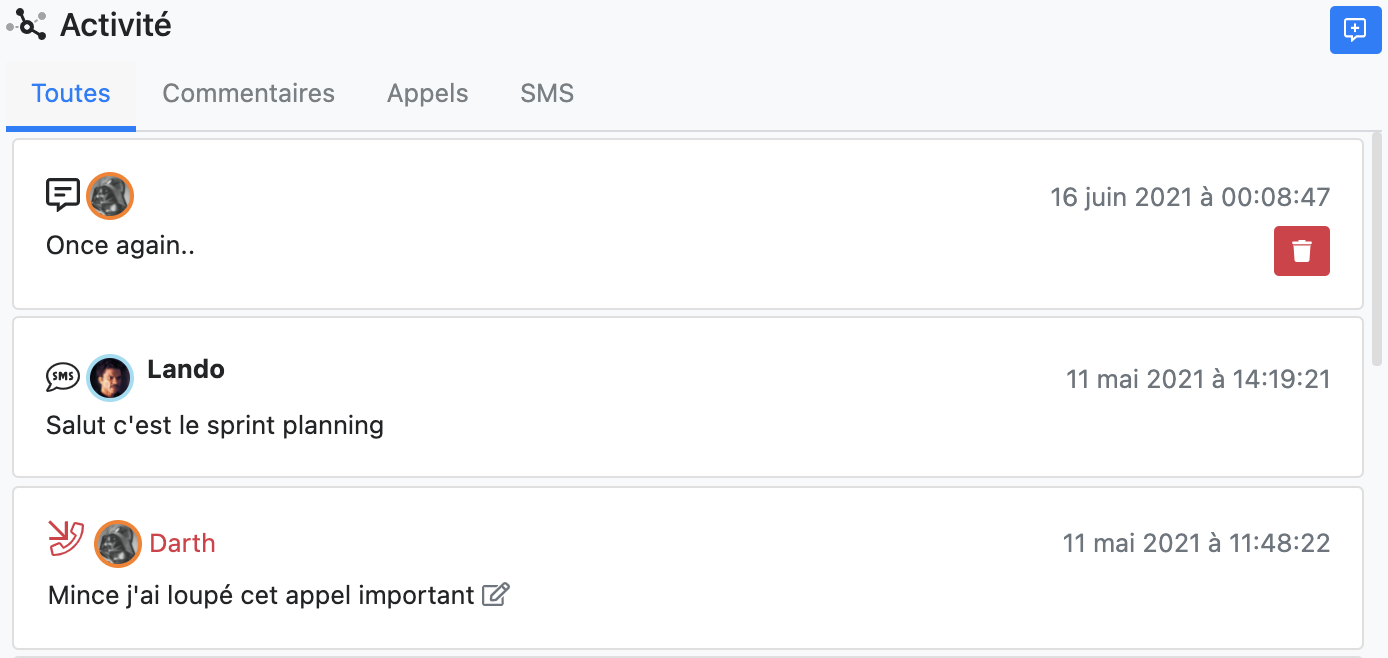 Activité
Toutes Commentaires Appels SMS
16 juin 2021 à 00:08:47
Once again..
SMS Lando
11 mai 2021 à 14:19:21
Salut c'est le sprint planning
Darth
11 mai 2021 à 11:48:22
Mince j'ai loupé cet appel important